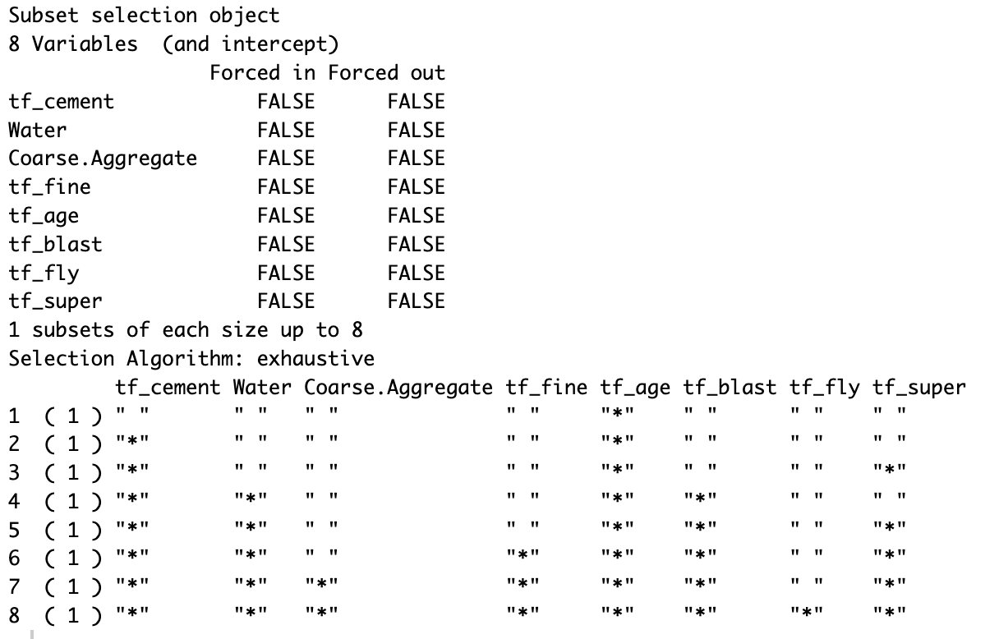 Subset selection object
8 Variables  (and intercept)
                 Forced in Forced out
tf_cement            FALSE      FALSE
Water                FALSE      FALSE
Coarse.Aggregate     FALSE      FALSE
tf_fine              FALSE      FALSE
tf_age               FALSE      FALSE
tf_blast             FALSE      FALSE
tf_fly               FALSE      FALSE
tf_super             FALSE      FALSE
1 subsets of each size up to 8
Selection Algorithm: exhaustive
         tf_cement Water Coarse.Aggregate tf_fine tf_age tf_blast tf_fly tf_super
1  ( 1 ) " "       " "   " "              " "     "*"    " "      " "    " "
2  ( 1 ) "*"       " "   " "              " "     "*"    " "      " "    " "
3  ( 1 ) "*"       " "   " "              " "     "*"    " "      " "    "*"
4  ( 1 ) "*"       "*"   " "              " "     "*"    "*"      " "    " "
5  ( 1 ) "*"       "*"   " "              " "     "*"    "*"      " "    "*"
6  ( 1 ) "*"       "*"   " "              "*"     "*"    "*"      " "    "*"
7  ( 1 ) "*"       "*"   "*"              "*"     "*"    "*"      " "    "*"
8  ( 1 ) "*"       "*"   "*"              "*"     "*"    "*"      "*"    "*"